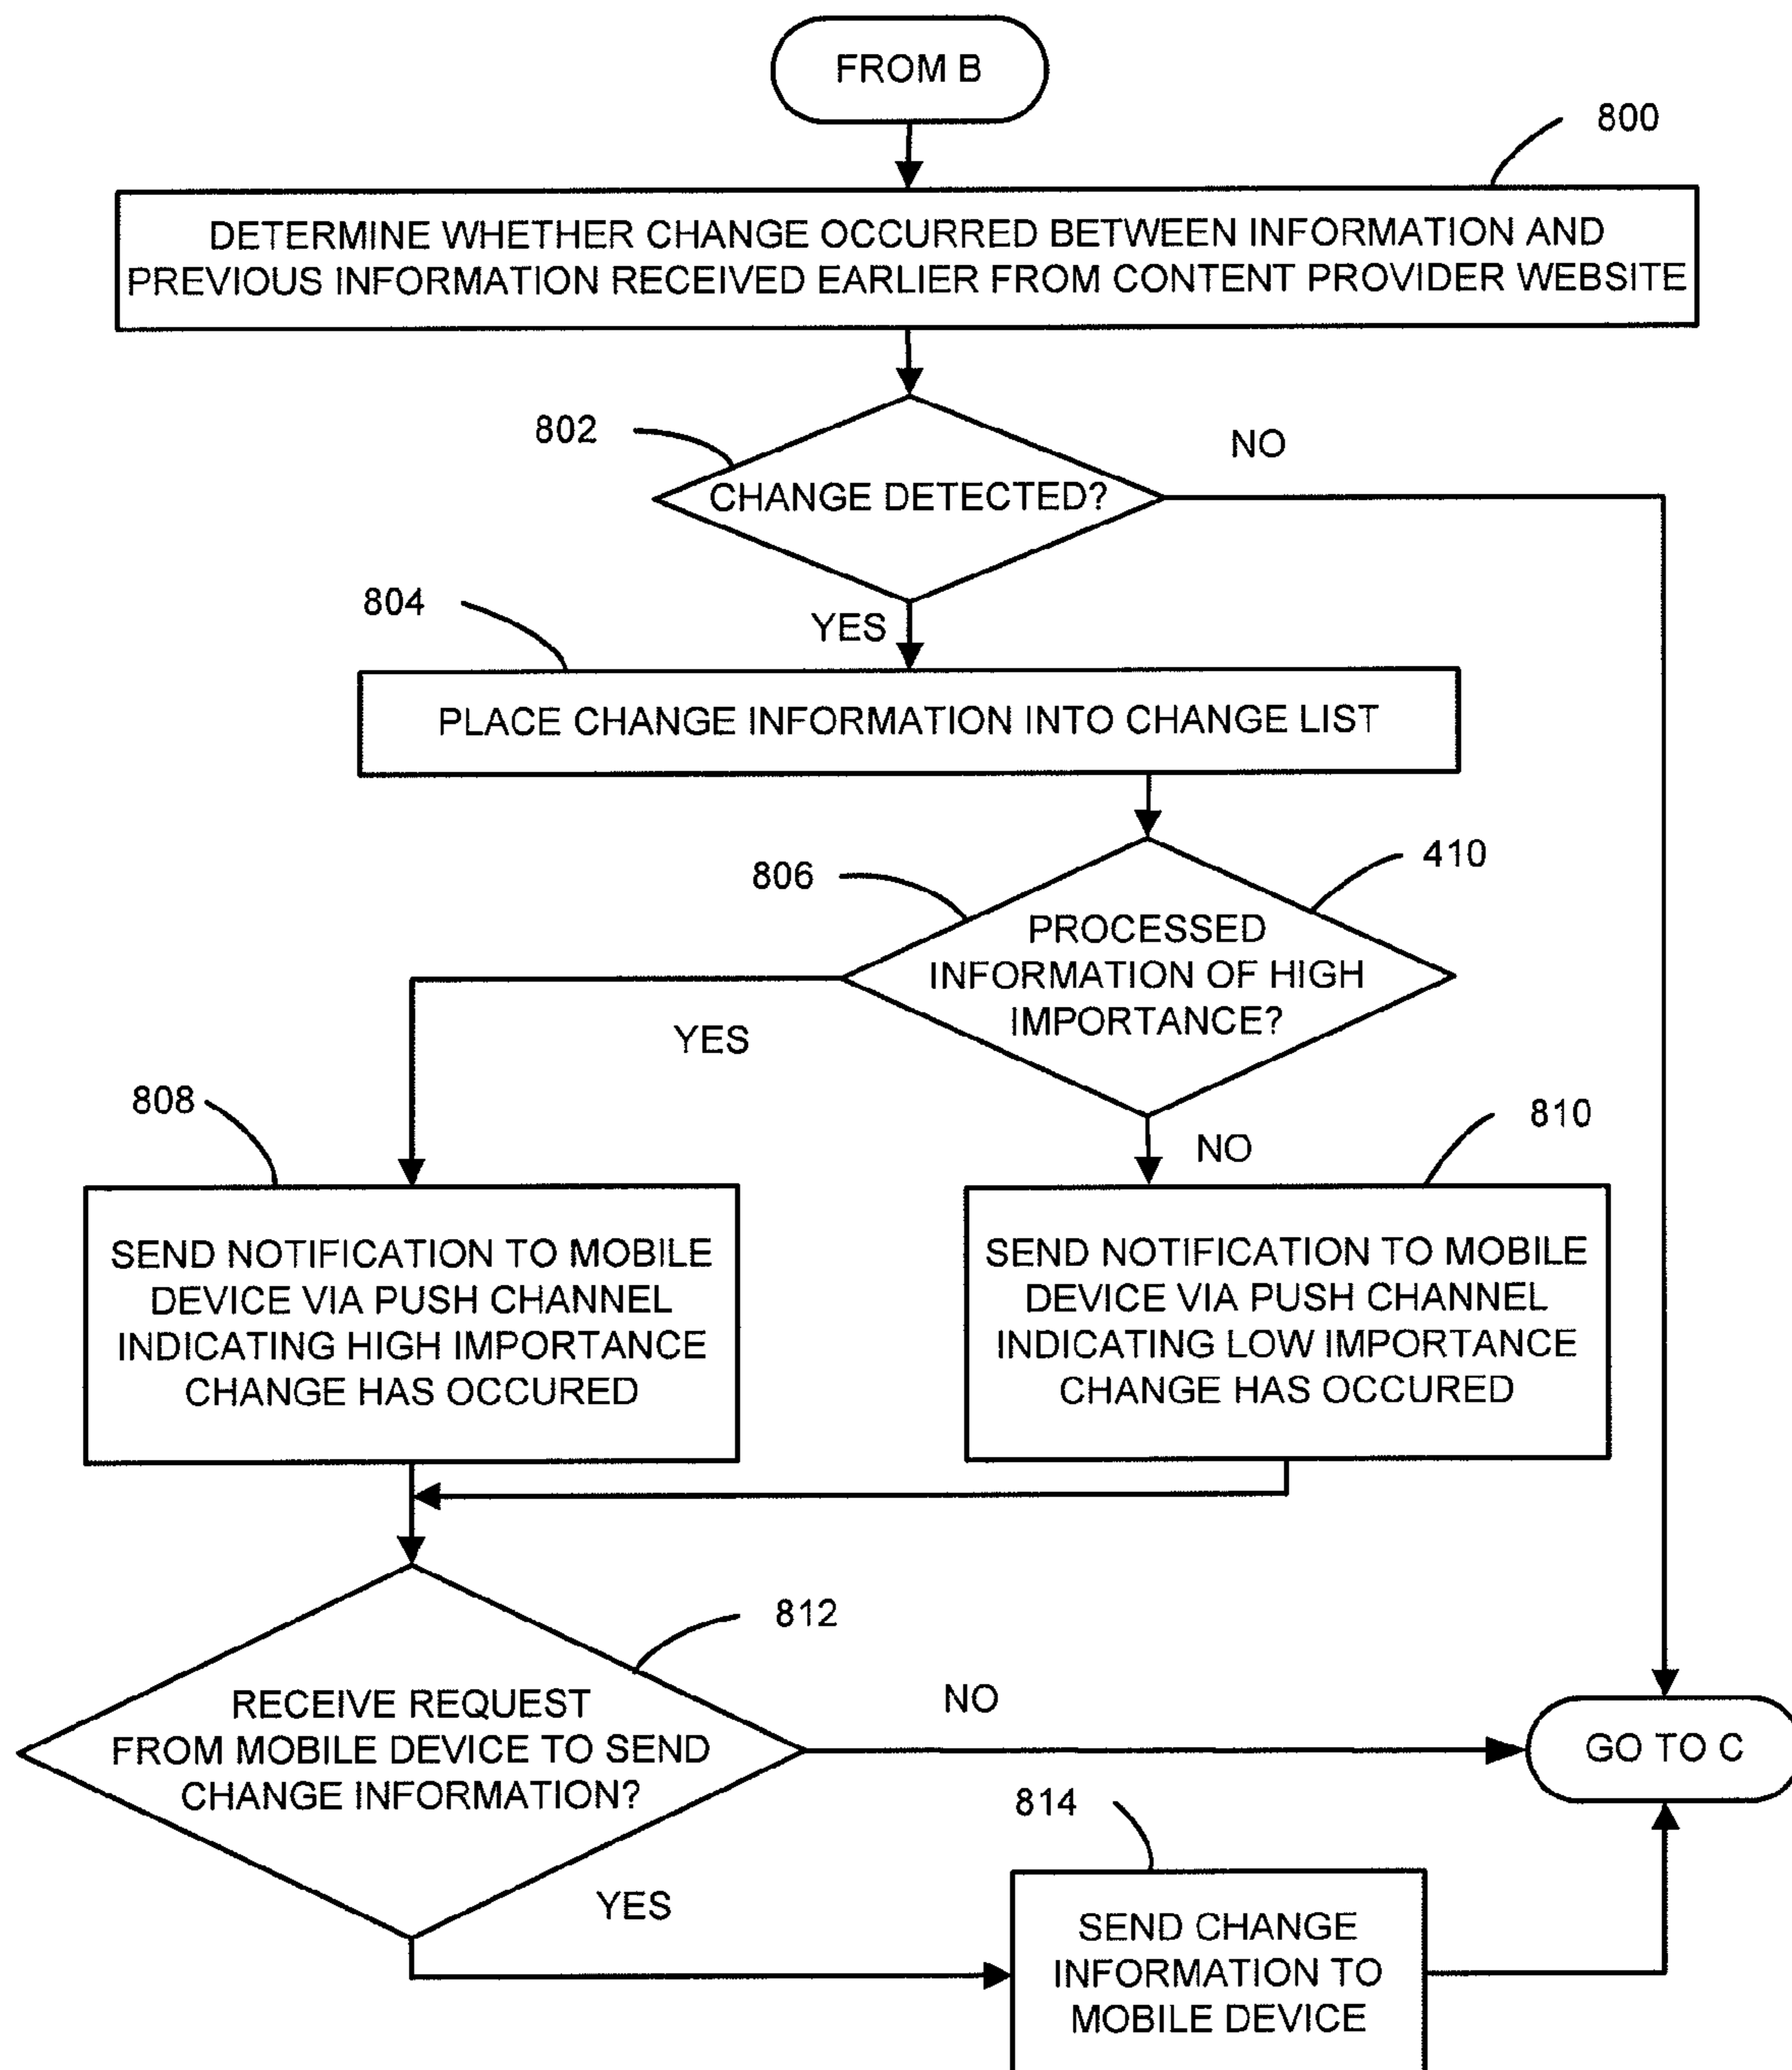 FROM B
800
DETERMINE WHETHER CHANGE OCCURRED BETWEEN INFORMATION AND
PREVIOUS INFORMATION RECEIVED EARLIER FROM CONTENT PROVIDER WEBSITE
802
NO
CHANGE DETECTED?
804
YES
PLACE CHANGE INFORMATION INTO CHANGE LIST
806
410
PROCESSED
INFORMATION OF HIGH
IMPORTANCE?
YES
808
810
NO
SEND NOTIFICATION TO MOBILE
DEVICE VIA PUSH CHANNEL
INDICATING HIGH IMPORTANCE
CHANGE HAS OCCURED
SEND NOTIFICATION TO MOBILE
DEVICE VIA PUSH CHANNEL
INDICATING LOW IMPORTANCE
CHANGE HAS OCCURED
812
RECEIVE REQUEST
FROM MOBILE DEVICE TO SEND
CHANGE INFORMATION?
NO
GO TO C
814
YES
SEND CHANGE
INFORMATION TO
MOBILE DEVICE